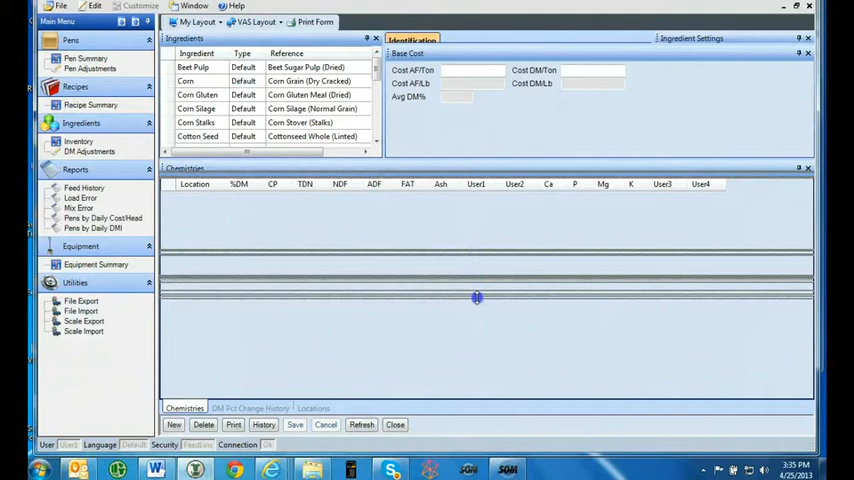 File Edit Customize Window Help
Main Menu
My Layout VAS Layout Print Form
Pens
Pen Summary
Pen Adjustments
Recipes
Recipe Summary
Ingredients
Inventory
DM Adjustments
Reports
Feed History
Load Error
Mix Error
Pens by Daily Cost/Head
Pens by Daily DMI
Equipment
Equipment Summary
Utilities
File Export
File Import
Scale Export
Scale Import
Ingredients
Ingredient Type Reference
Beet Pulp Default Beet Sugar Pulp (Dried)
Corn Default Corn Grain (Dry Cracked)
Corn Gluten Default Corn Gluten Meal (Dried)
Corn Silage Default Corn Silage (Normal Grain)
Corn Stalks Default Corn Stover (Stalks)
Cotton Seed Default Cottonseed Whole (Linted)
Identification
Ingredient Settings
Base Cost
Cost AF/Ton Cost DM/Ton
Cost AF/Lb Cost DM/Lb
Avg DM%
Chemistries
Location %DM CP TDN NDF ADF FAT Ash User1 User2 Ca P Mg K User3 User4
Chemistries DM Pct Change History Locations
New Delete Print History Save Cancel Refresh Close
User User1 Language Default Security FeedLinx Connection Ok
3:35 PM
4/25/2013